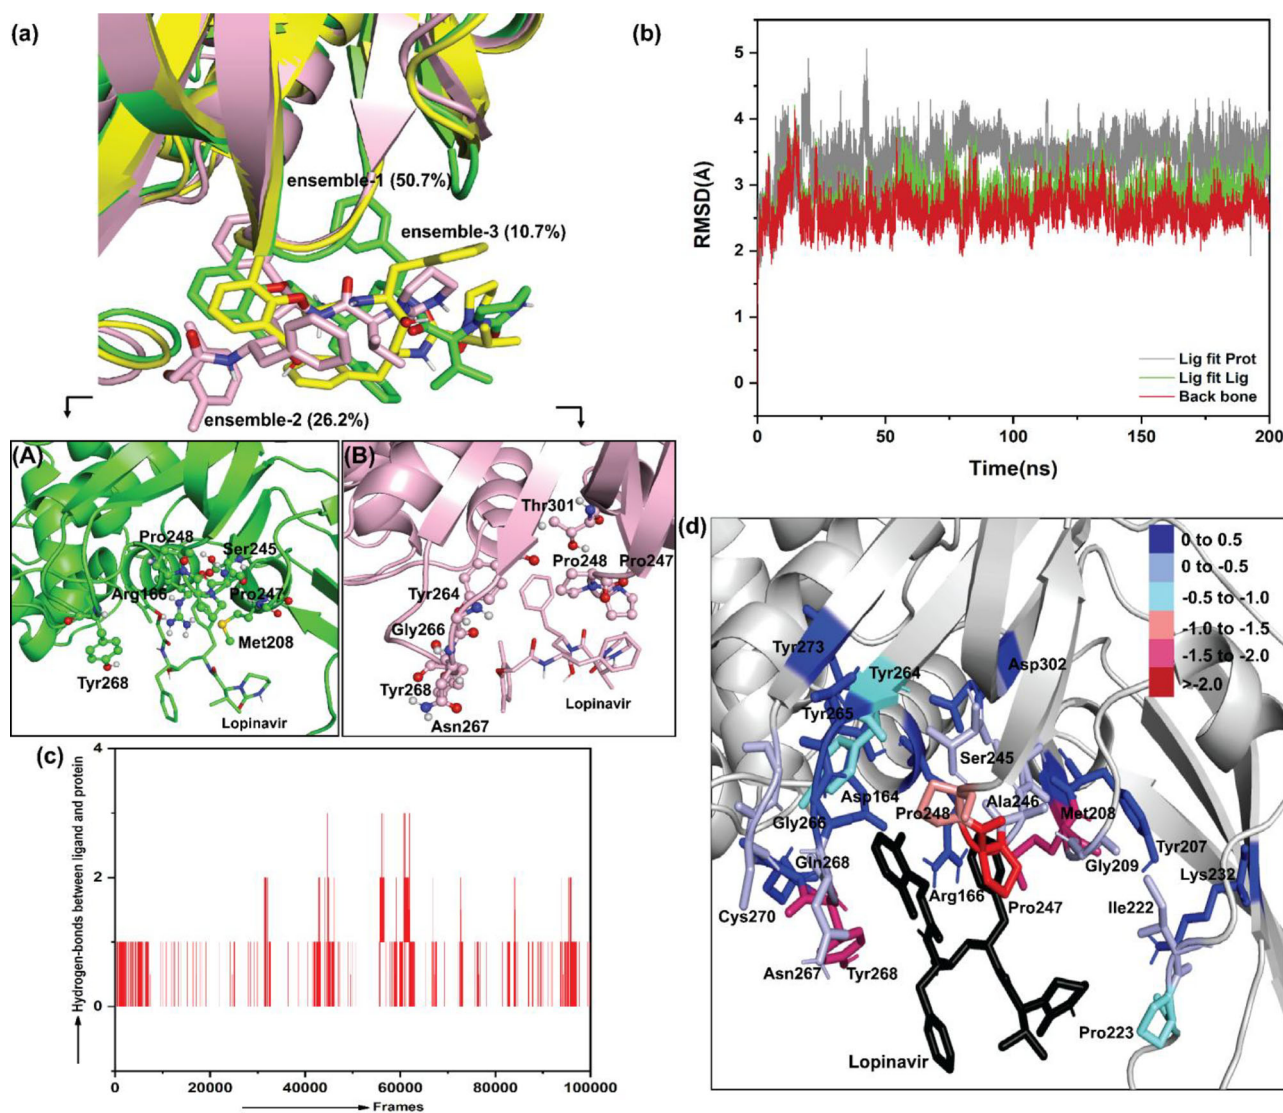 (a)
ensemble-1 (50.7%)
ensemble-3 (10.7%)
ensemble-2 (26.2%)
(b)
RMSD(A)
5
4
3
2
1
0
0
50
100
150
200
Time(ns)
Lig fit Prot
Lig fit Lig
Back bone
(A)
Pro248
Ser245
Arg166
Pro247
Met208
Tyr268
Lopinavir
(B)
Thr301
Pro248
Pro247
Tyr264
Gly266
Tyr268
Asn267
Lopinavir
(c)
Hydrogen-bonds between ligand and protein
4
2
0
0
20000
40000
60000
80000
100000
Frames
(d)
0 to 0.5
0 to -0.5
-0.5 to -1.0
-1.0 to -1.5
-1.5 to -2.0
>-2.0
Tyr273
Tyr264
Asp302
Tyr265
Ser245
Asp164
Ala246
Gly266
Pro248
Met208
Gln268
Gly209
Tyr207
Arg166
Lys232
Cys270
Pro247
Ile222
Asn267
Tyr268
Pro223
Lopinavir